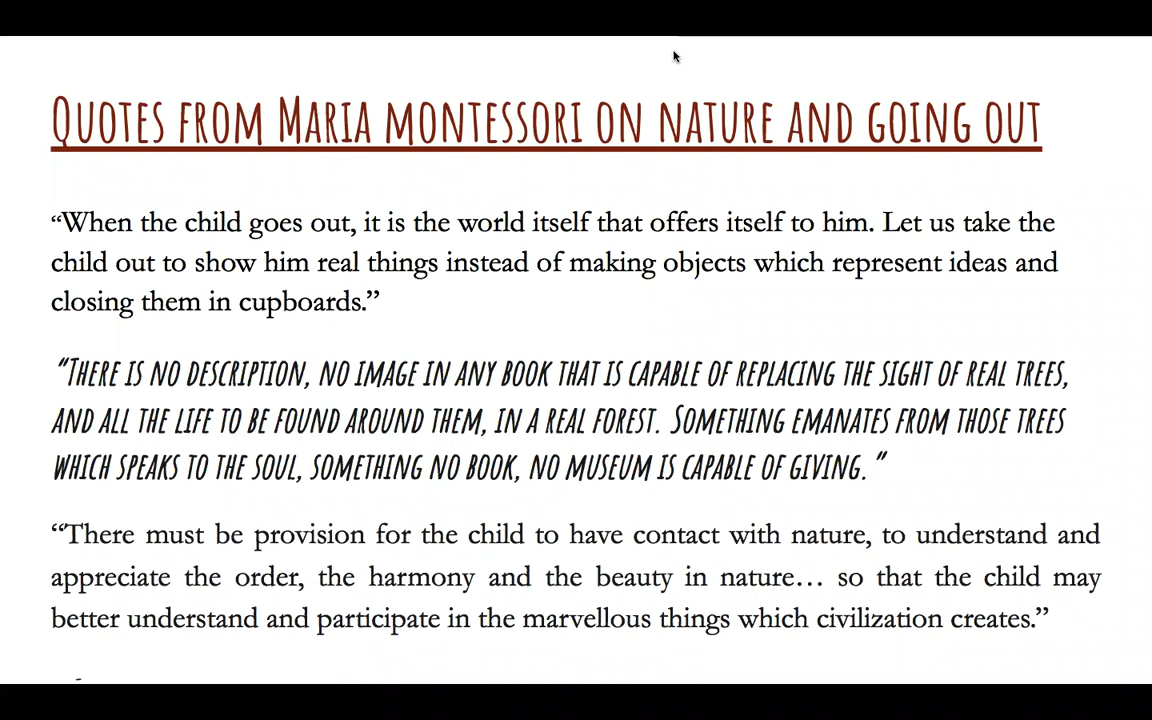 Quotes from Maria montessori on nature and going out
“When the child goes out, it is the world itself that offers itself to him. Let us take the
child out to show him real things instead of making objects which represent ideas and
closing them in cupboards.”
“There is no description, no image in any book that is capable of replacing the sight of real trees,
and all the life to be found around them, in a real forest. Something emanates from those trees
which speaks to the soul, something no book, no museum is capable of giving. ”
“There must be provision for the child to have contact with nature, to understand and
appreciate the order, the harmony and the beauty in nature… so that the child may
better understand and participate in the marvellous things which civilization creates.”